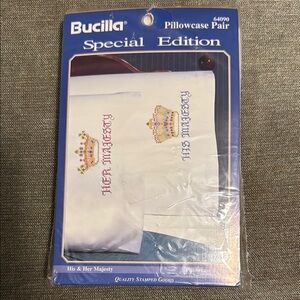 Bucilla®
64090
Pillowcase Pair
Special Edition
HER MAJESTY
HIS MAJESTY
His & Her Majesty
QUALITY STAMPED GOODS